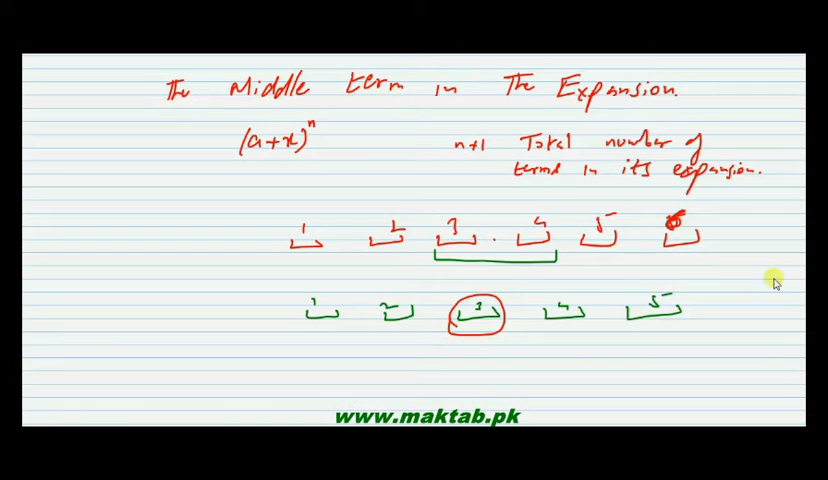 The Middle term in The Expansion.
(a+x)^n n+1 Total number of
terms in its expansion.
1 2 3 . 4 5 6
1 2 3 4 5
www.maktab.pk